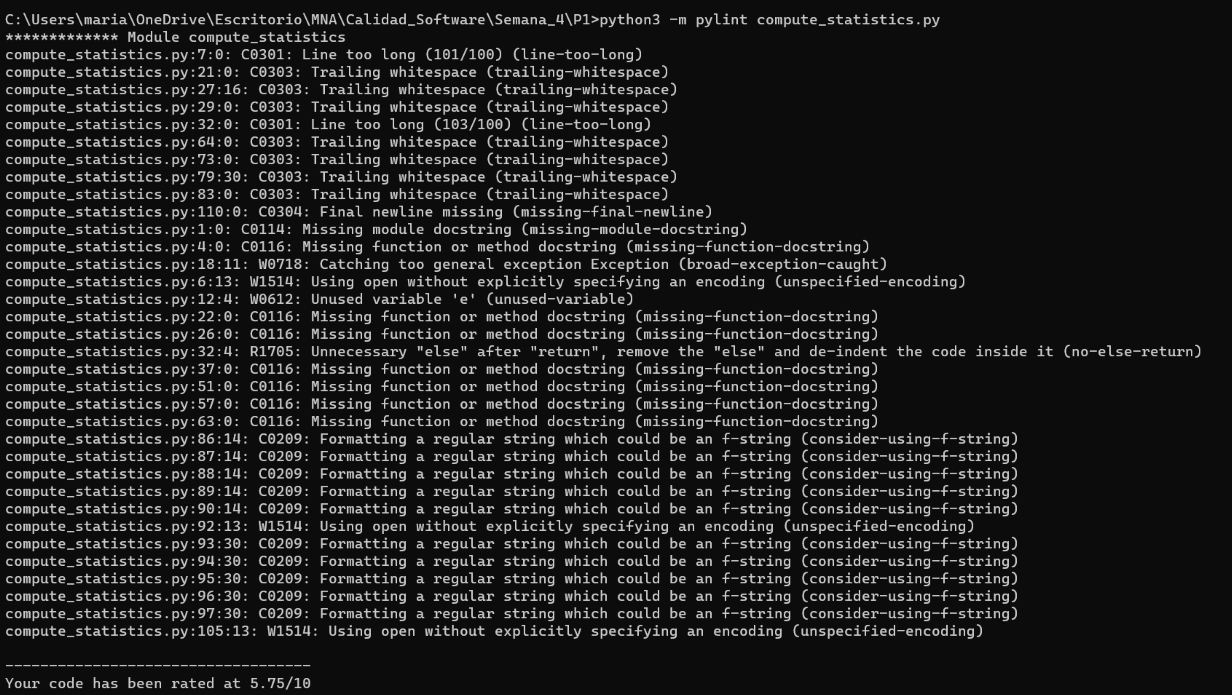 C:\Users\maria\OneDrive\Escritorio\MNA\Calidad_Software\Semana_4\P1>python3 -m pylint compute_statistics.py
************* Module compute_statistics
compute_statistics.py:7:0: C0301: Line too long (101/100) (line-too-long)
compute_statistics.py:21:0: C0303: Trailing whitespace (trailing-whitespace)
compute_statistics.py:27:16: C0303: Trailing whitespace (trailing-whitespace)
compute_statistics.py:29:0: C0303: Trailing whitespace (trailing-whitespace)
compute_statistics.py:32:0: C0301: Line too long (103/100) (line-too-long)
compute_statistics.py:64:0: C0303: Trailing whitespace (trailing-whitespace)
compute_statistics.py:73:0: C0303: Trailing whitespace (trailing-whitespace)
compute_statistics.py:79:30: C0303: Trailing whitespace (trailing-whitespace)
compute_statistics.py:83:0: C0303: Trailing whitespace (trailing-whitespace)
compute_statistics.py:110:0: C0304: Final newline missing (missing-final-newline)
compute_statistics.py:1:0: C0114: Missing module docstring (missing-module-docstring)
compute_statistics.py:4:0: C0116: Missing function or method docstring (missing-function-docstring)
compute_statistics.py:18:11: W0718: Catching too general exception Exception (broad-exception-caught)
compute_statistics.py:6:13: W1514: Using open without explicitly specifying an encoding (unspecified-encoding)
compute_statistics.py:12:4: W0612: Unused variable 'e' (unused-variable)
compute_statistics.py:22:0: C0116: Missing function or method docstring (missing-function-docstring)
compute_statistics.py:26:0: C0116: Missing function or method docstring (missing-function-docstring)
compute_statistics.py:32:4: R1705: Unnecessary "else" after "return", remove the "else" and de-indent the code inside it (no-else-return)
compute_statistics.py:37:0: C0116: Missing function or method docstring (missing-function-docstring)
compute_statistics.py:51:0: C0116: Missing function or method docstring (missing-function-docstring)
compute_statistics.py:57:0: C0116: Missing function or method docstring (missing-function-docstring)
compute_statistics.py:63:0: C0116: Missing function or method docstring (missing-function-docstring)
compute_statistics.py:86:14: C0209: Formatting a regular string which could be an f-string (consider-using-f-string)
compute_statistics.py:87:14: C0209: Formatting a regular string which could be an f-string (consider-using-f-string)
compute_statistics.py:88:14: C0209: Formatting a regular string which could be an f-string (consider-using-f-string)
compute_statistics.py:89:14: C0209: Formatting a regular string which could be an f-string (consider-using-f-string)
compute_statistics.py:90:14: C0209: Formatting a regular string which could be an f-string (consider-using-f-string)
compute_statistics.py:92:13: W1514: Using open without explicitly specifying an encoding (unspecified-encoding)
compute_statistics.py:93:30: C0209: Formatting a regular string which could be an f-string (consider-using-f-string)
compute_statistics.py:94:30: C0209: Formatting a regular string which could be an f-string (consider-using-f-string)
compute_statistics.py:95:30: C0209: Formatting a regular string which could be an f-string (consider-using-f-string)
compute_statistics.py:96:30: C0209: Formatting a regular string which could be an f-string (consider-using-f-string)
compute_statistics.py:97:30: C0209: Formatting a regular string which could be an f-string (consider-using-f-string)
compute_statistics.py:105:13: W1514: Using open without explicitly specifying an encoding (unspecified-encoding)
-----------------------------------
Your code has been rated at 5.75/10